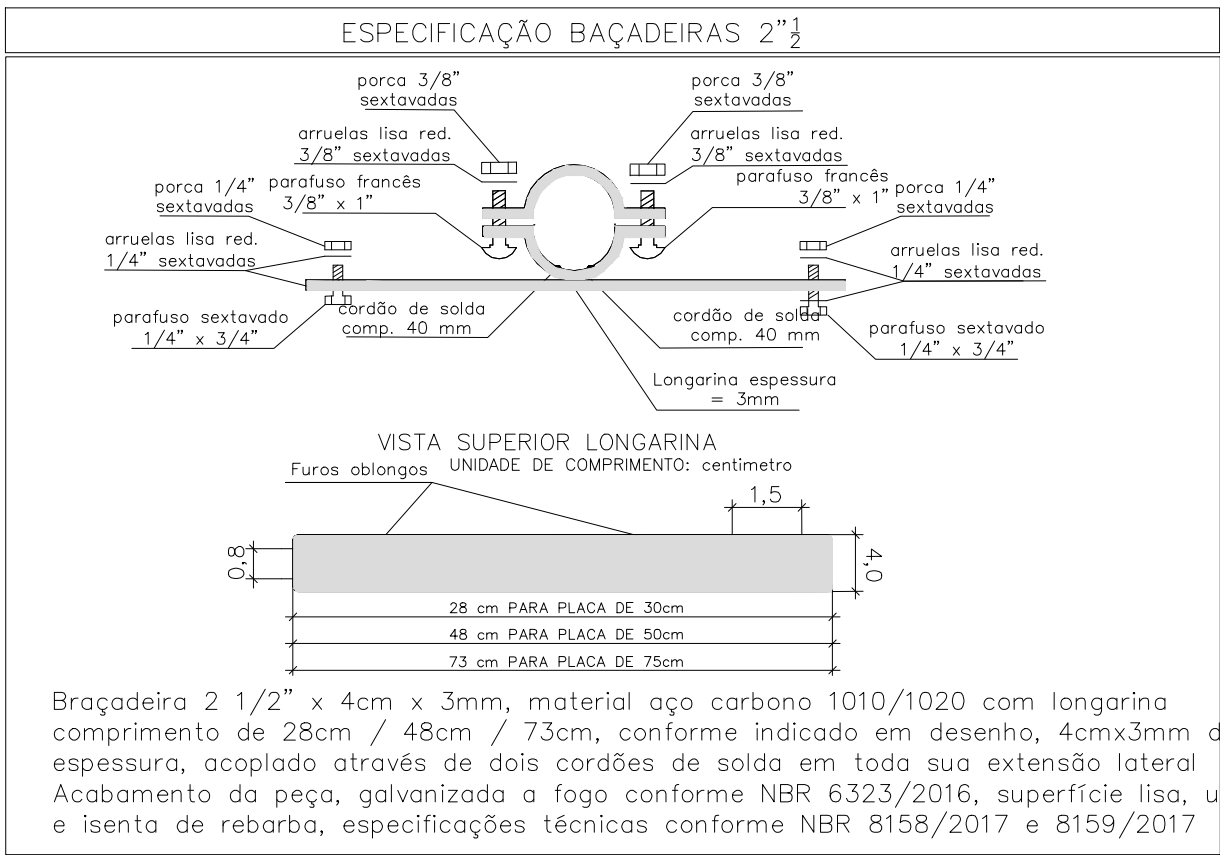 ESPECIFICAÇÃO BAÇADEIRAS 2"½
porca 3/8"
sextavadas
porca 3/8"
sextavadas
arruelas lisa red.
3/8" sextavadas
arruelas lisa red.
3/8" sextavadas
porca 1/4"
sextavadas
parafuso francês
3/8" x 1"
parafuso francês
3/8" x 1"
porca 1/4"
sextavadas
arruelas lisa red.
1/4" sextavadas
arruelas lisa red.
1/4" sextavadas
parafuso sextavado
1/4" x 3/4"
cordão de solda
comp. 40 mm
cordão de solda
comp. 40 mm
parafuso sextavado
1/4" x 3/4"
Longarina espessura
= 3mm
VISTA SUPERIOR LONGARINA
UNIDADE DE COMPRIMENTO: centimetro
Furos oblongos
1,5
0,8
4,0
28 cm PARA PLACA DE 30cm
48 cm PARA PLACA DE 50cm
73 cm PARA PLACA DE 75cm
Braçadeira 2 1/2" x 4cm x 3mm, material aço carbono 1010/1020 com longarina
comprimento de 28cm / 48cm / 73cm, conforme indicado em desenho, 4cmx3mm d
espessura, acoplado através de dois cordões de solda em toda sua extensão lateral
Acabamento da peça, galvanizada a fogo conforme NBR 6323/2016, superfície lisa, u
e isenta de rebarba, especificações técnicas conforme NBR 8158/2017 e 8159/2017